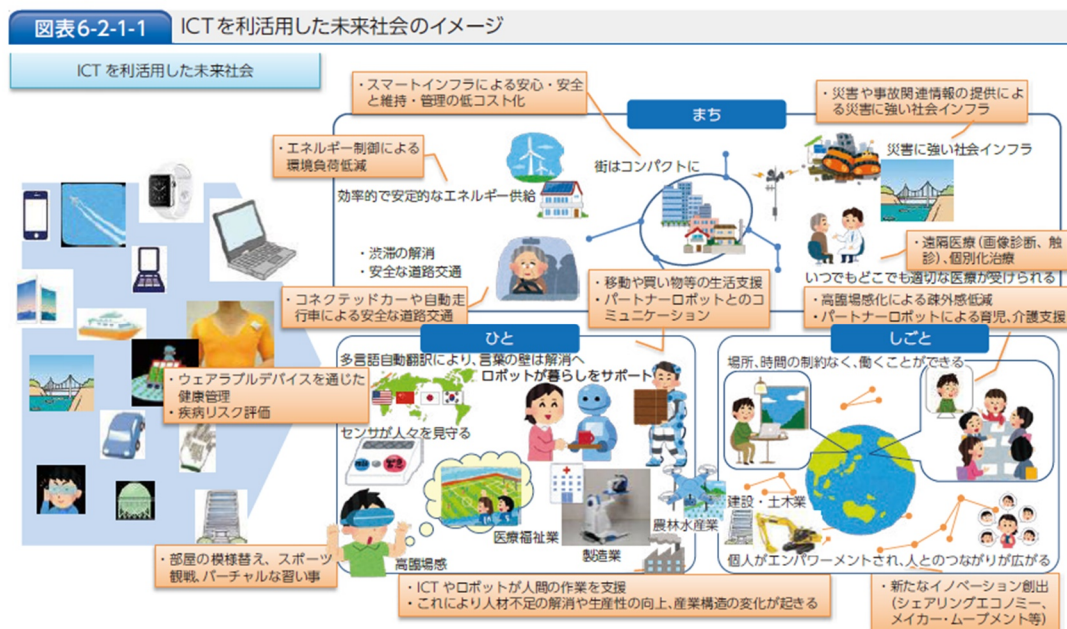 図表6-2-1-1
ICTを利活用した未来社会のイメージ
ICTを利活用した未来社会
・スマートインフラによる安心・安全
と維持・管理の低コスト化
まち
・災害や事故関連情報の提供によ
る災害に強い社会インフラ
・エネルギー制御による
環境負荷低減
効率的で安定的なエネルギー供給
街はコンパクトに
災害に強い社会インフラ
・渋滞の解消
・安全な道路交通
・遠隔医療(画像診断、触
診)、個別化治療
いつでもどこでも適切な医療が受けられる
・コネクテッドカーや自動走
行車による安全な道路交通
・移動や買い物等の生活支援
・パートナーロボットとのコ
ミュニケーション
・高臨場感化による疎外感低減
・パートナーロボットによる育児、介護支援
ひと
多言語自動翻訳により、言葉の壁は解消へ
ロボットが暮らしをサポート
センサが人々を見守る
・ウェアラブルデバイスを通じた
健康管理
・疾病リスク評価
高臨場感
医療福祉業
製造業
農林水産業
・部屋の模様替え、スポーツ
観戦、バーチャルな習い事
しごと
場所、時間の制約なく、働くことができる
建設・土木業
個人がエンパワーメントされ、人とのつながりが広がる
・ICTやロボットが人間の作業を支援
・これにより人材不足の解消や生産性の向上、産業構造の変化が起きる
・新たなイノベーション創出
(シェアリングエコノミー、
メイカー・ムーブメント等)